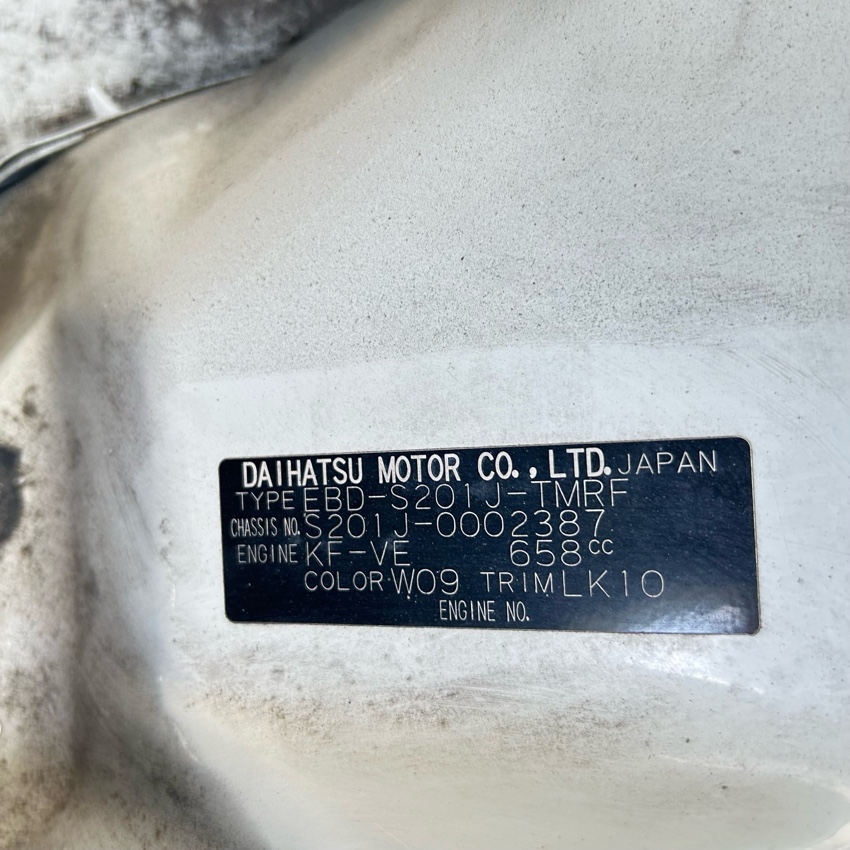 DAIHATSU MOTOR CO., LTD. JAPAN
TYPE EBD-S201J-TMRF
CHASSIS NO. S201J-0002387
ENGINE KF-VE 658cc
COLOR W09 TRIM LK10
ENGINE NO.